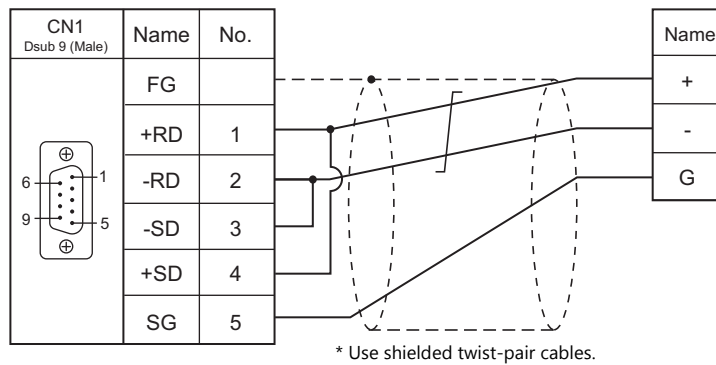 CN1
Dsub 9 (Male)
Name
No.
Name
FG
+
+RD
1
-
-RD
2
G
-SD
3
+SD
4
SG
5
6
1
9
5
* Use shielded twist-pair cables.